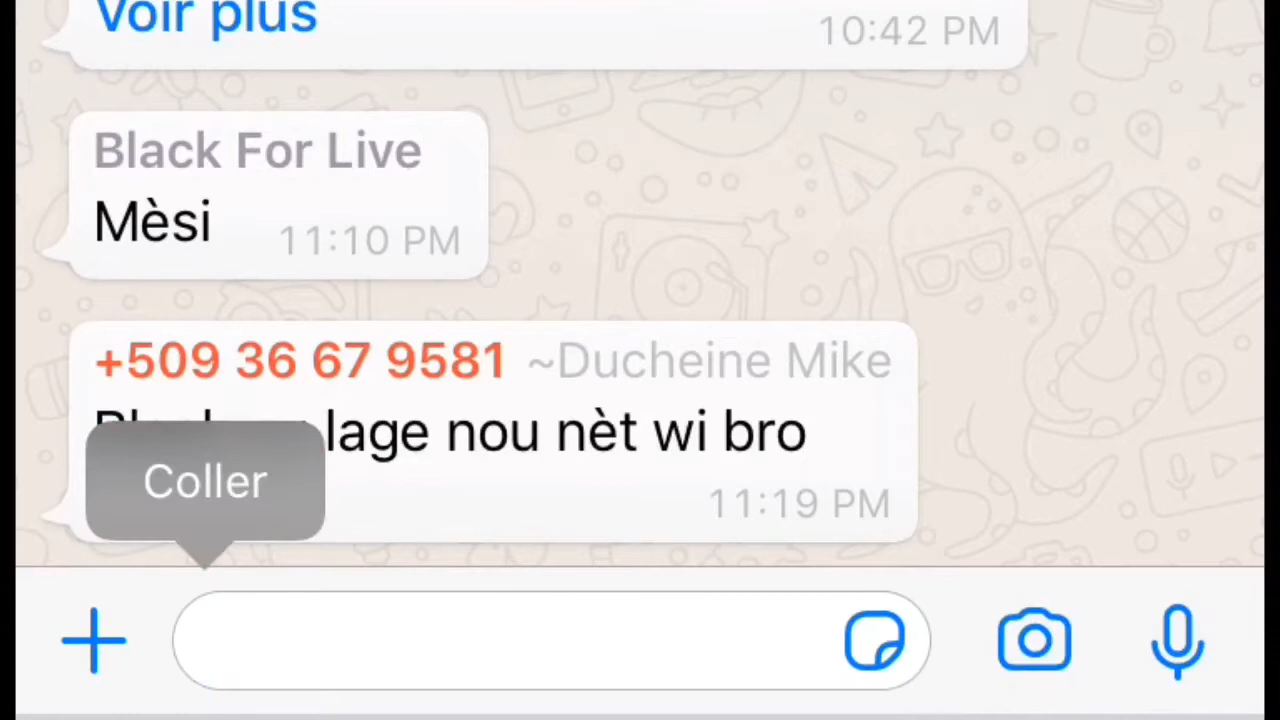 Voir plus
10:42 PM
Black For Live
Mèsi 11:10 PM
+509 36 67 9581 ~Ducheine Mike
lage nou nèt wi bro
Coller
11:19 PM